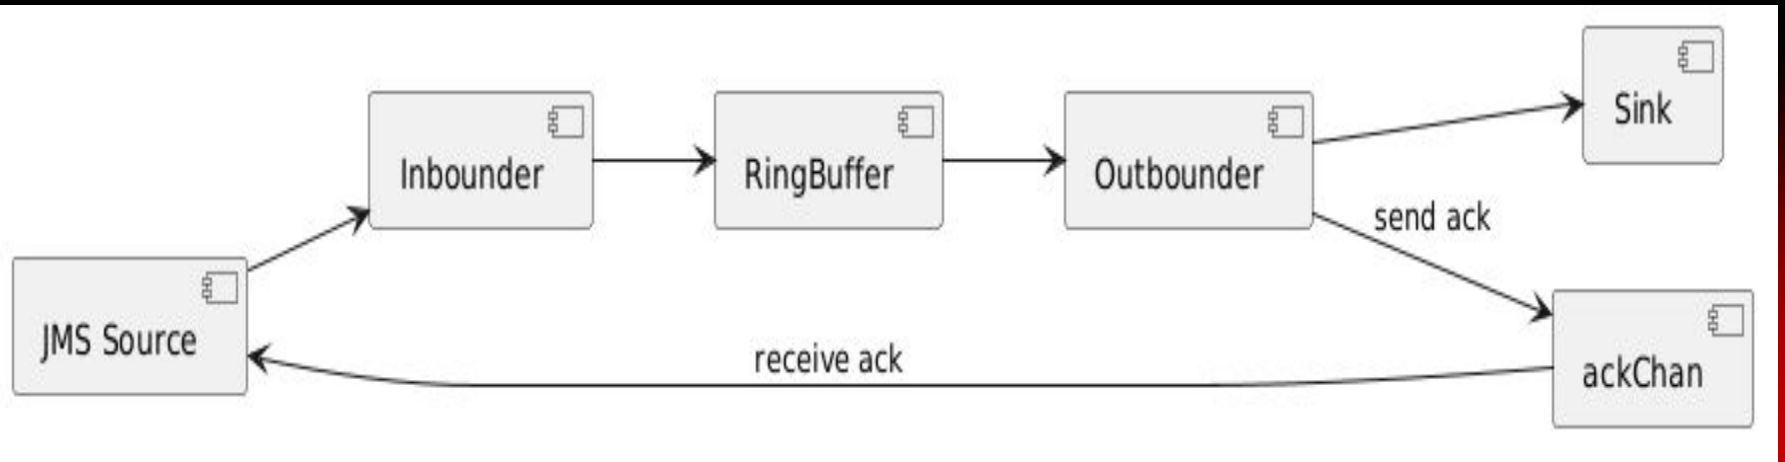 Sink
Inbounder
RingBuffer
Outbounder
send ack
JMS Source
receive ack
ackChan